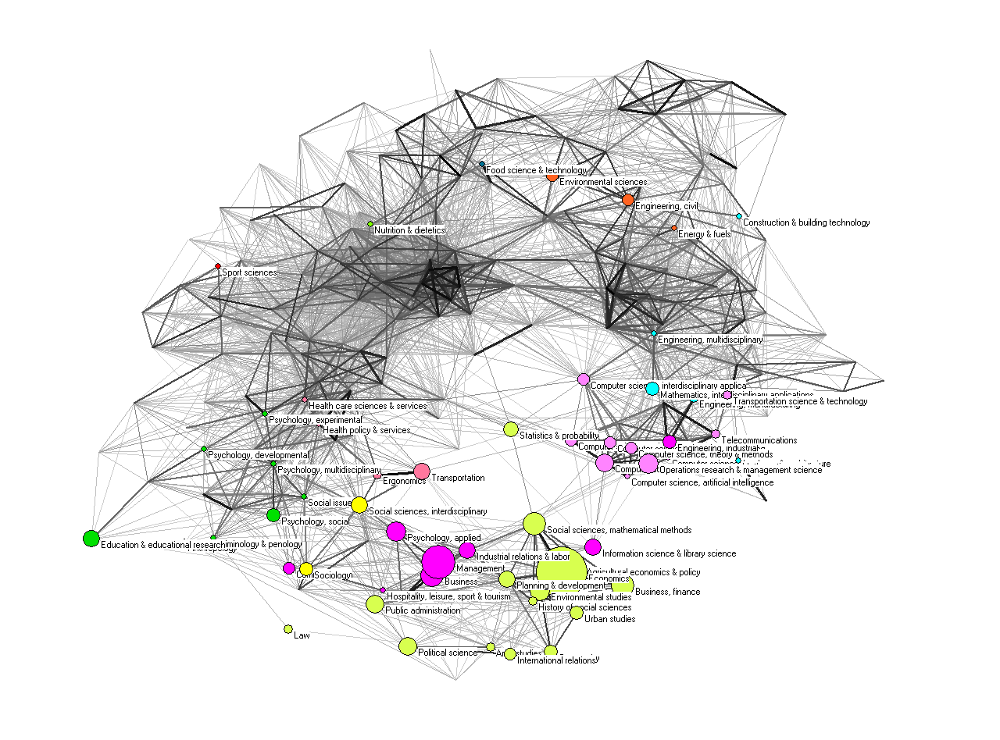 Food science & technology
Environmental sciences
Engineering, civil
Construction & building technology
Nutrition & dietetics
Energy & fuels
Sport sciences
Engineering, multidisciplinary
Computer interdisciplinary applica
Mathematics, applications
Transportation science & technology
Engineering,
Health care sciences & services
Psychology, experimental
Health policy & services
Statistics & probability
Telecommunications
Engineering, industrial
Psychology, developmental
science, theory & methods
Psychology, multidisciplinary
Operations research & management science
Ergonomics
Transportation
Computer science, artificial intelligence
Social
Social sciences, interdisciplinary
Psychology, social
Social sciences, mathematical methods
Psychology, applied
Education & educational research
& penology
Industrial relations & labor
Information science & library science
Management
Agricultural economics & policy
Sociology
Economics
Business
Planning & development
Business, finance
Hospitality, leisure, sport & tourism
Environmental studies
Public administration
History of social sciences
Urban studies
Law
Political science
studies
International relations